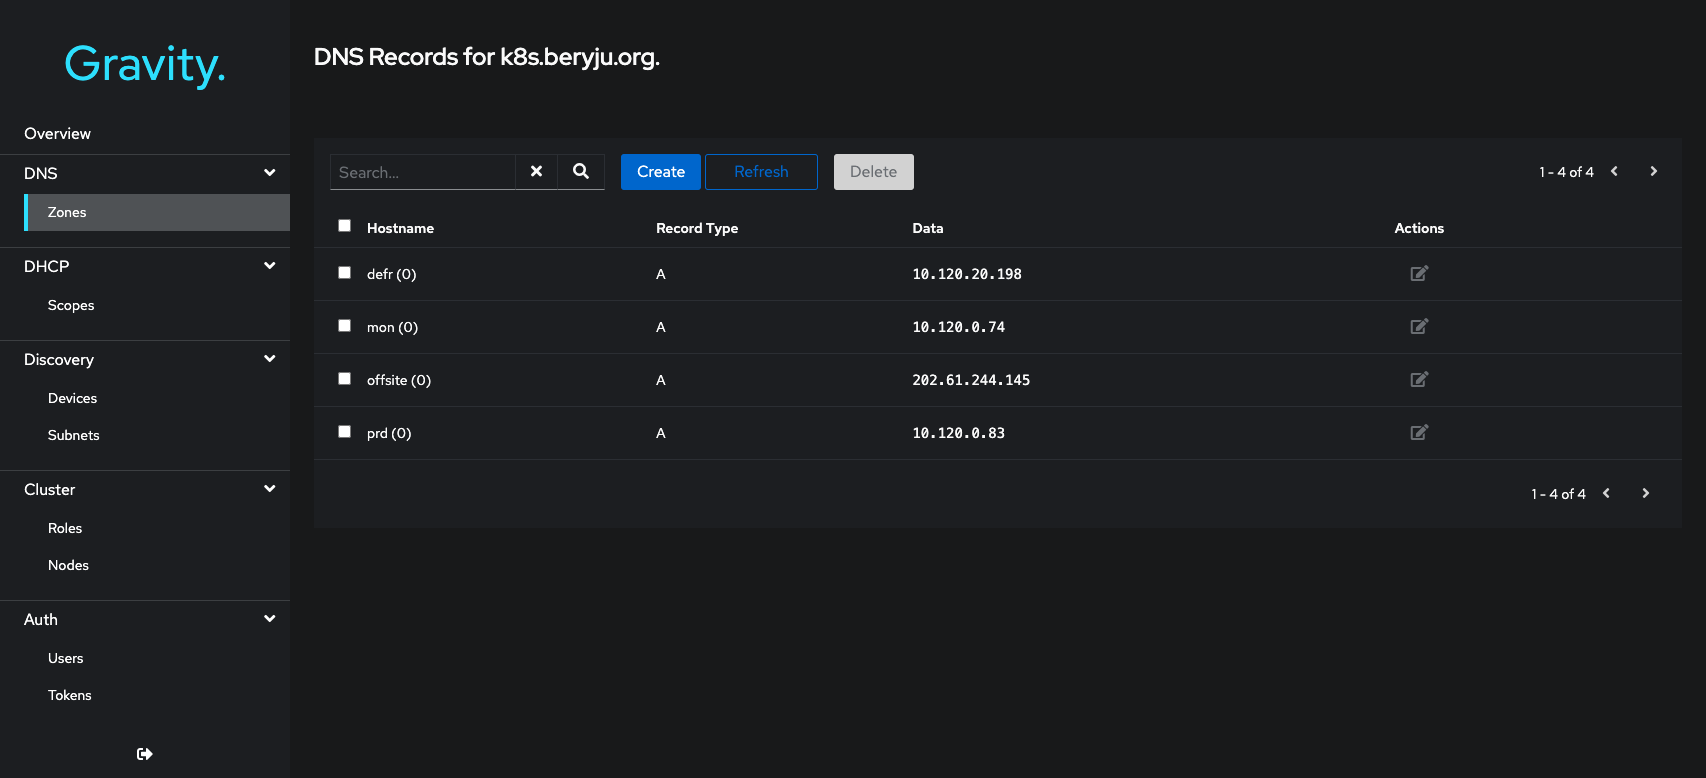 Gravity.
Overview
DNS
Zones
DHCP
Scopes
Discovery
Devices
Subnets
Cluster
Roles
Nodes
Auth
Users
Tokens
DNS Records for k8s.beryju.org.
Search... Create Refresh Delete 1 - 4 of 4
Hostname Record Type Data Actions
defr (0) A 10.120.20.198
mon (0) A 10.120.0.74
offsite (0) A 202.61.244.145
prd (0) A 10.120.0.83
1 - 4 of 4